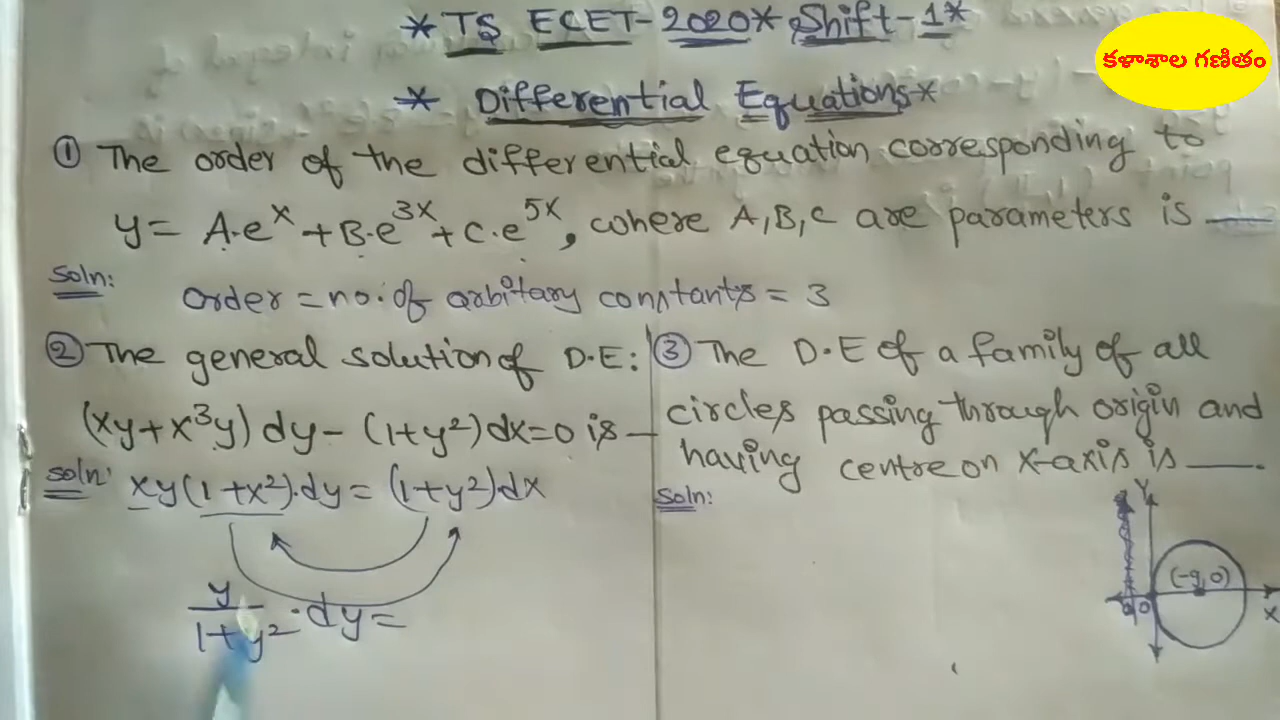 * TS ECET-2020* Shift-1*
కళాశాల గణితం
* Differential Equations*
① The order of the differential equation corresponding to
y = A.eˣ + B.e³ˣ + C.e⁵ˣ, where A, B, C are parameters is ___
Soln:
order = no. of arbitary constants = 3
② The general solution of D.E:
(xy+x³y) dy - (1+y²) dx=0 is —
Soln:
xy(1+x²).dy = (1+y²).dx
y/1+y² . dy =
③ The D.E of a family of all
circles passing through origin and
having centre on x-axis is ___.
Soln:
Y
(-g,0)
O
X